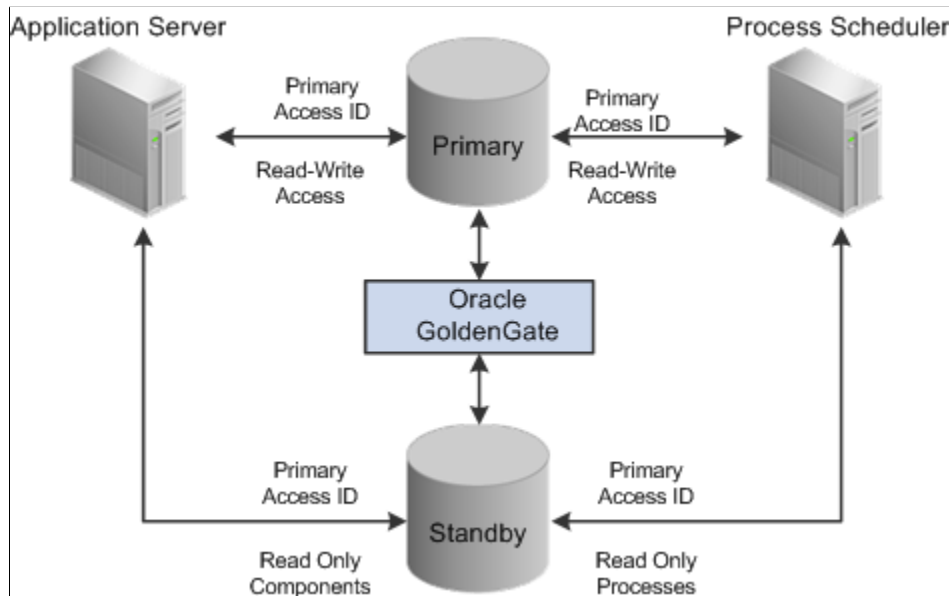 Application Server
Process Scheduler
Primary
Access ID
Read-Write
Access
Primary
Primary
Access ID
Read-Write
Access
Oracle
GoldenGate
Primary
Access ID
Read Only
Components
Standby
Primary
Access ID
Read Only
Processes